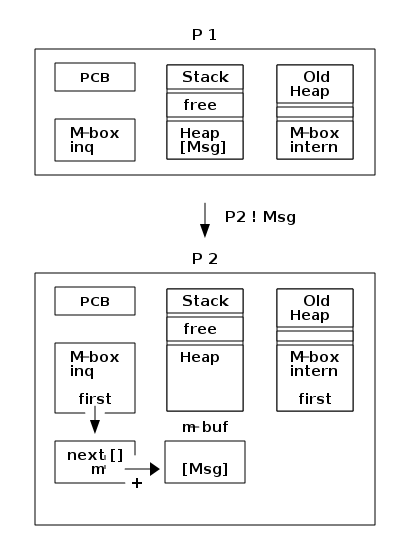 P 1
PCB
Stack
Old
Heap
free
M-box
inq
Heap
[Msg]
M-box
intern
P2 ! Msg
P 2
PCB
Stack
Old
Heap
free
M-box
inq
first
Heap
M-box
intern
first
m-buf
next []
m
[Msg]
+